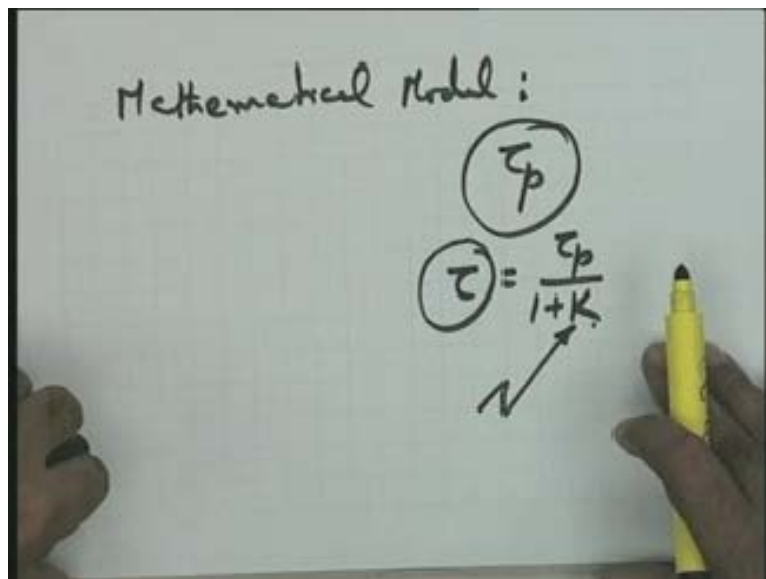 Mathematical Model :
τp
τ = τp / 1+K